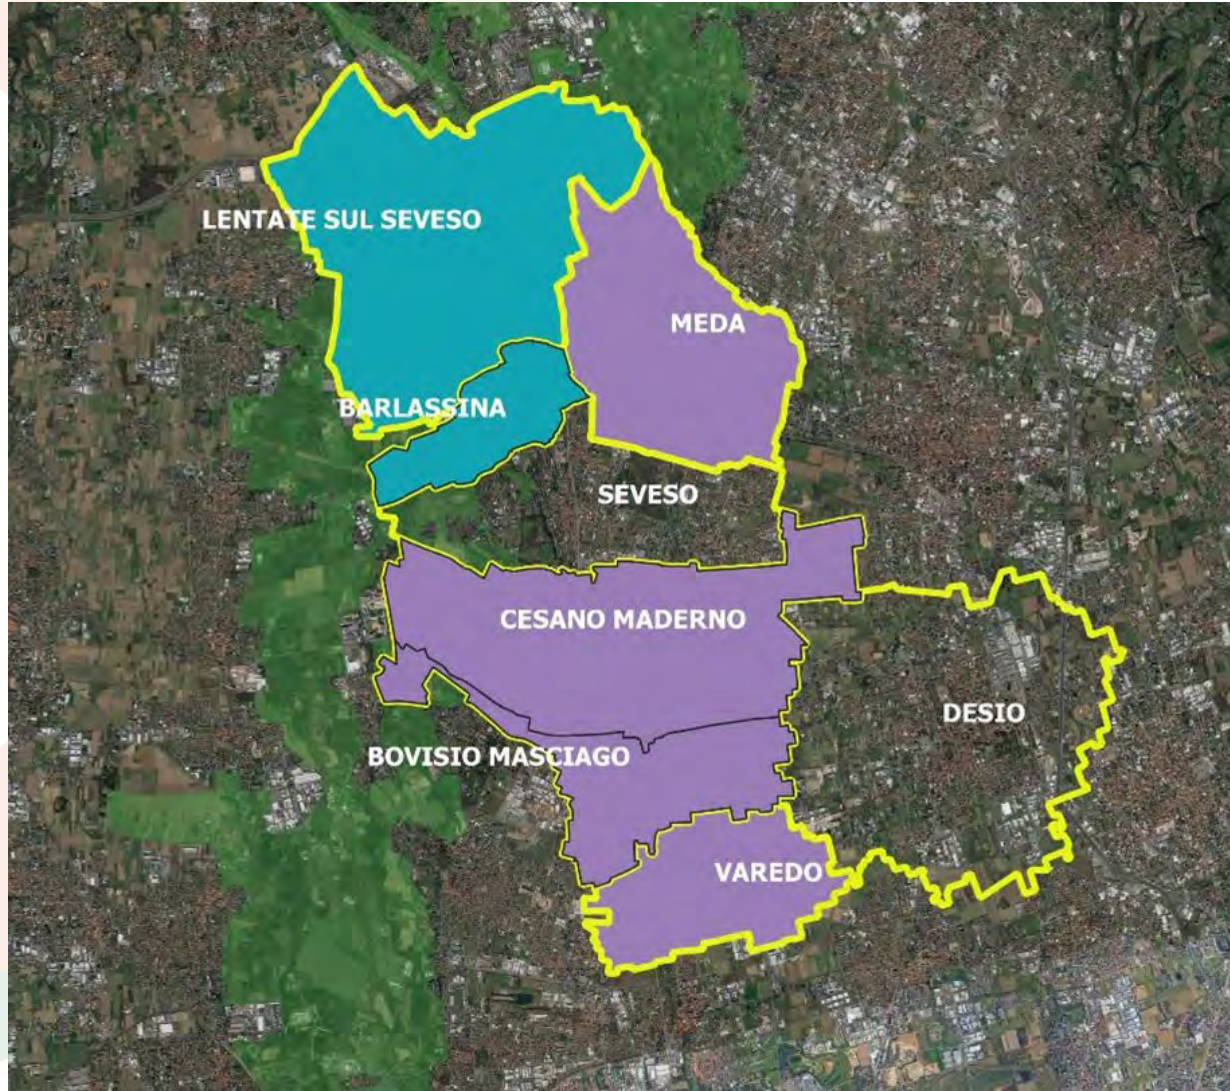 LENTATE SUL SEVESO
MEDA
BARLASSINA
SEVESO
CESANO MADERNO
DESIO
BOVISIO MASCIAGO
VAREDO